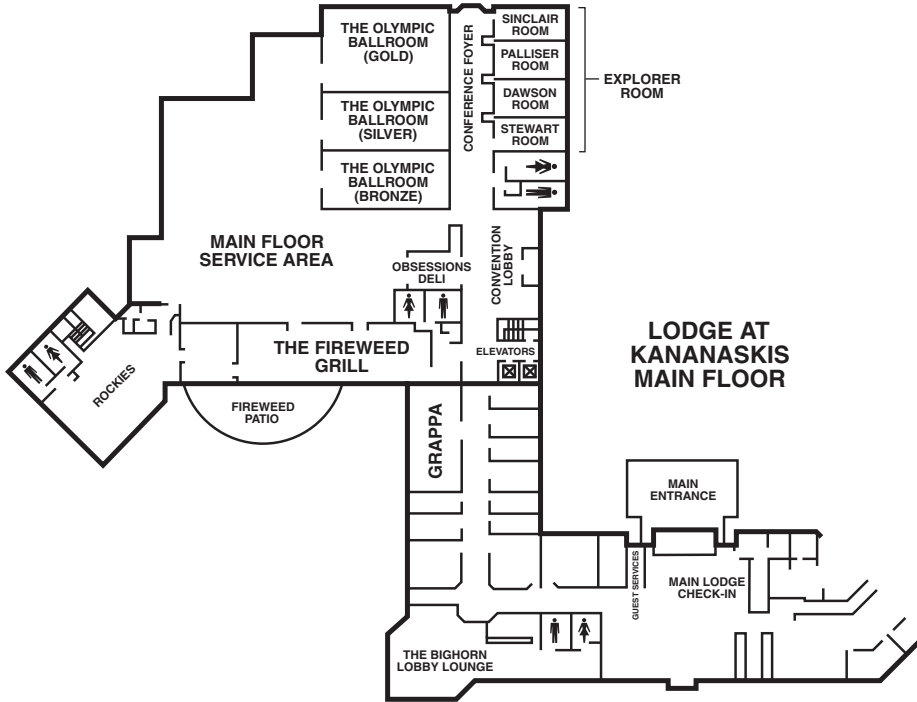 THE OLYMPIC
BALLROOM
(GOLD)
THE OLYMPIC
BALLROOM
(SILVER)
THE OLYMPIC
BALLROOM
(BRONZE)
CONFERENCE FOYER
SINCLAIR
ROOM
PALLISER
ROOM
DAWSON
ROOM
STEWART
ROOM
EXPLORER
ROOM
MAIN FLOOR
SERVICE AREA
OBSESSIONS
DELI
CONVENTION
LOBBY
ELEVATORS
THE FIREWEED
GRILL
ROCKIES
FIREWEED
PATIO
GRAPPA
LODGE AT
KANANASKIS
MAIN FLOOR
MAIN
ENTRANCE
GUEST SERVICES
MAIN LODGE
CHECK-IN
THE BIGHORN
LOBBY LOUNGE